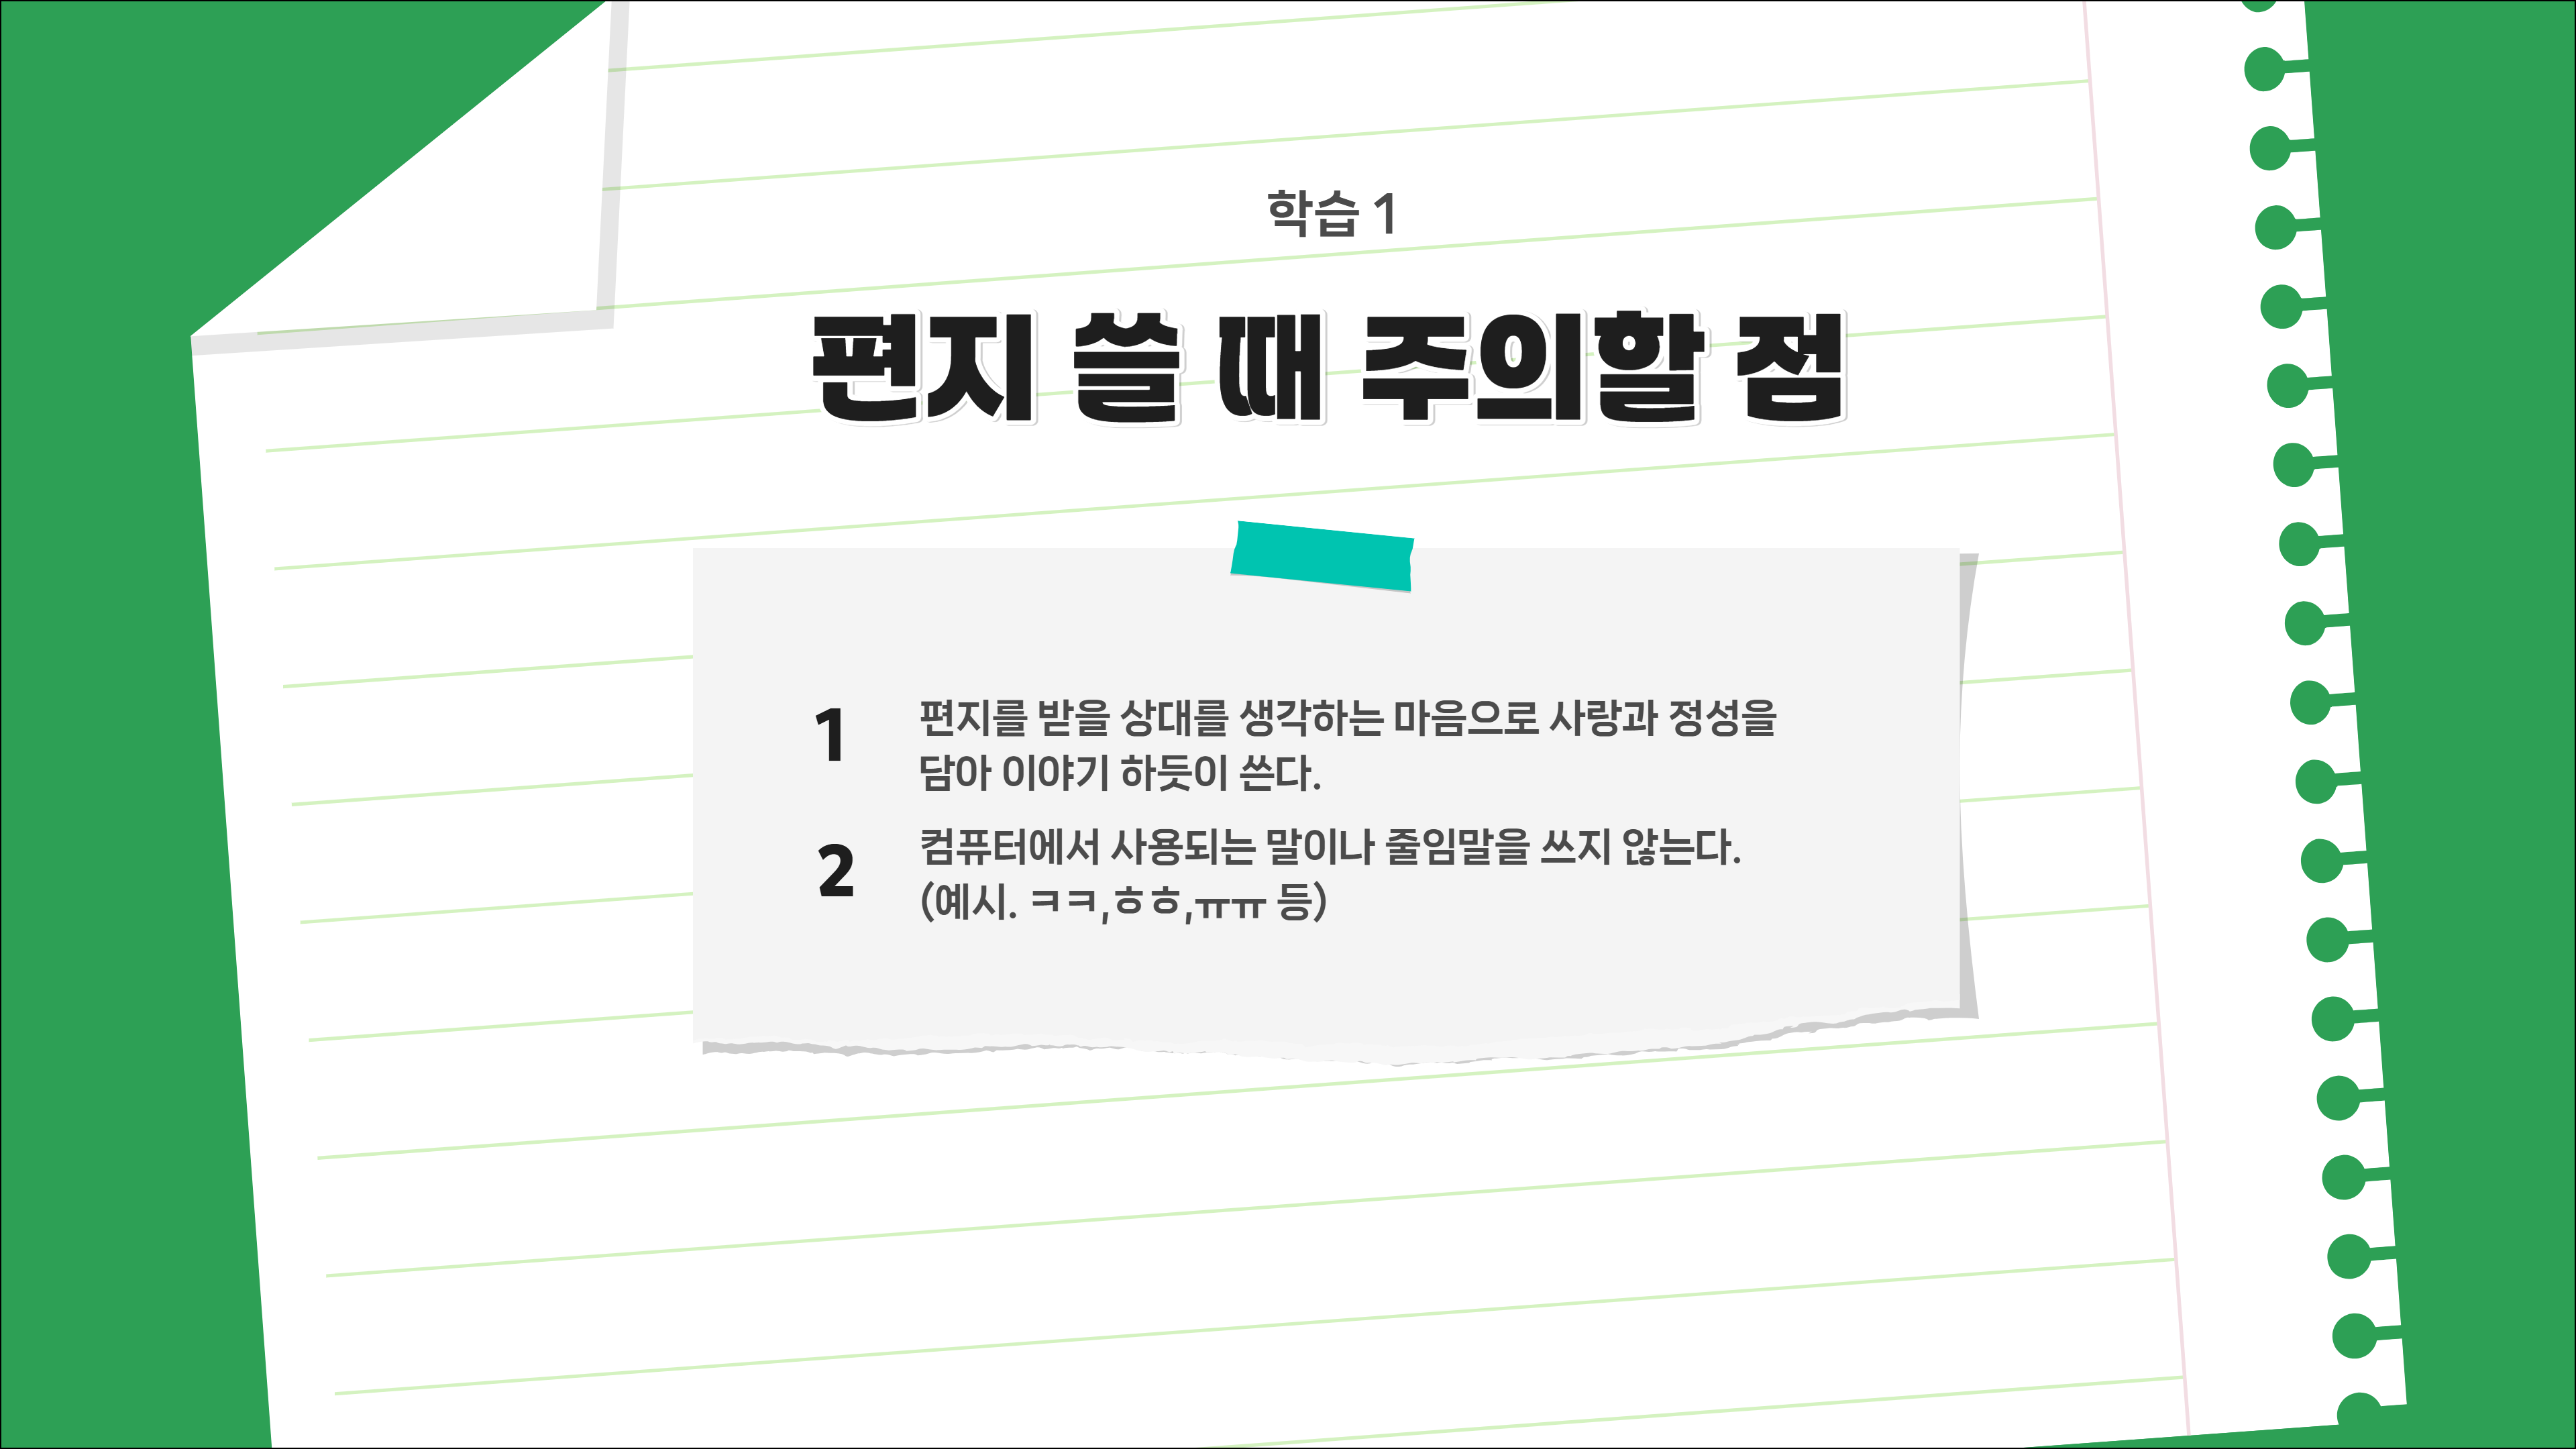 학습 1
편지 쓸 때 주의할 점
1 편지를 받을 상대를 생각하는 마음으로 사랑과 정성을
담아 이야기 하듯이 쓴다.
2 컴퓨터에서 사용되는 말이나 줄임말을 쓰지 않는다.
(예시. ㅋㅋ,ㅎㅎ,ㅠㅠ 등)